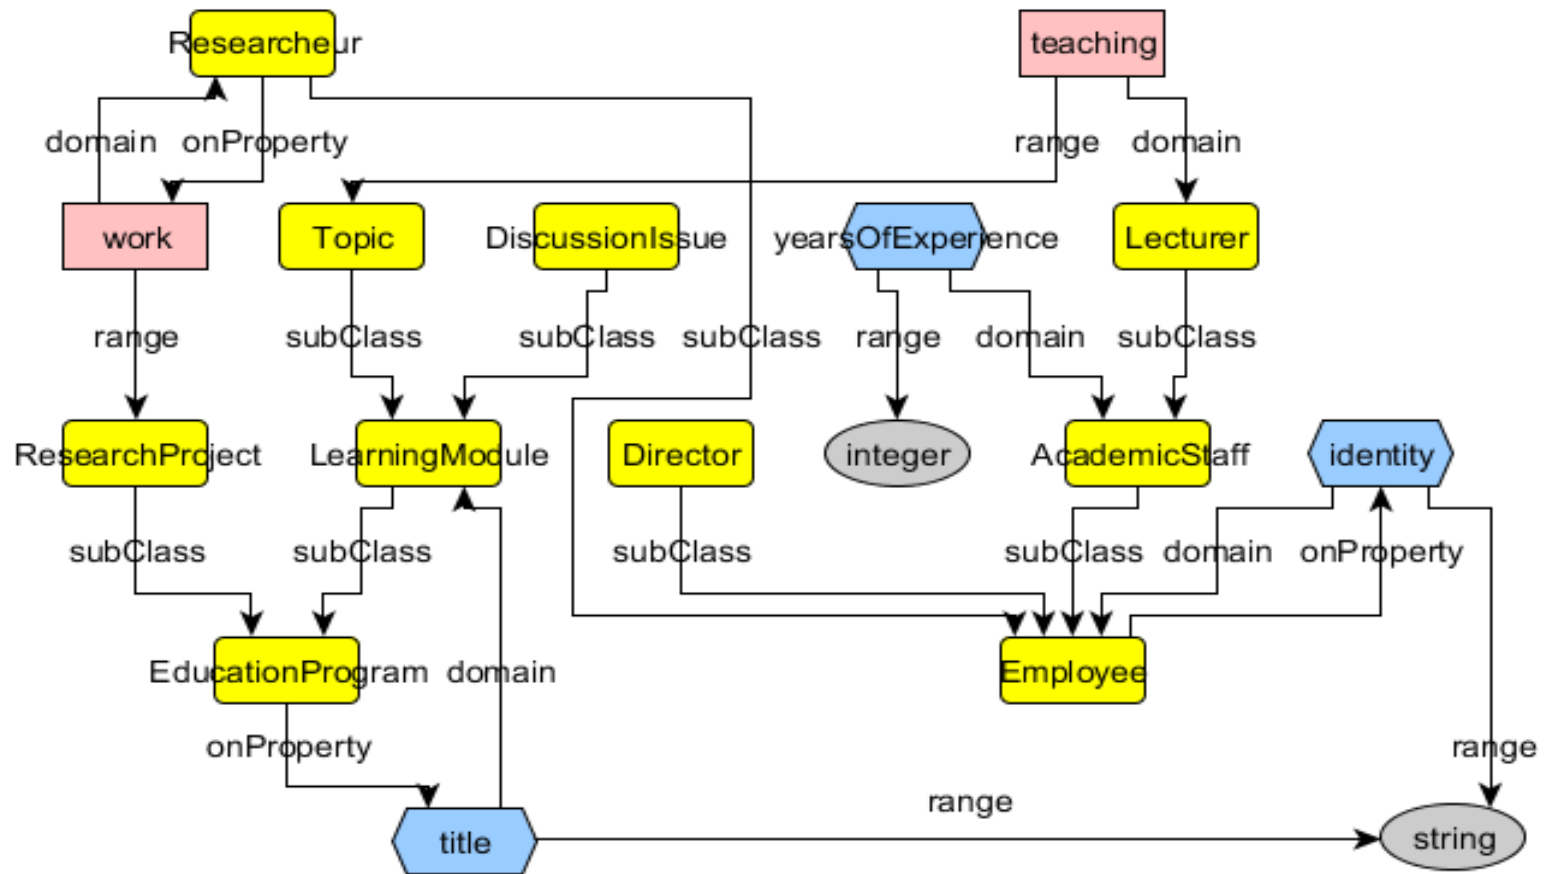 Researcheur
teaching
domain
onProperty
range
domain
work
Topic
DiscussionIssue
yearsOfExperience
Lecturer
range
subClass
subClass
subClass
range
domain
subClass
ResearchProject
LearningModule
Director
integer
AcademicStaff
identity
subClass
subClass
subClass
subClass
domain
onProperty
EducationProgram
domain
Employee
onProperty
range
range
title
string